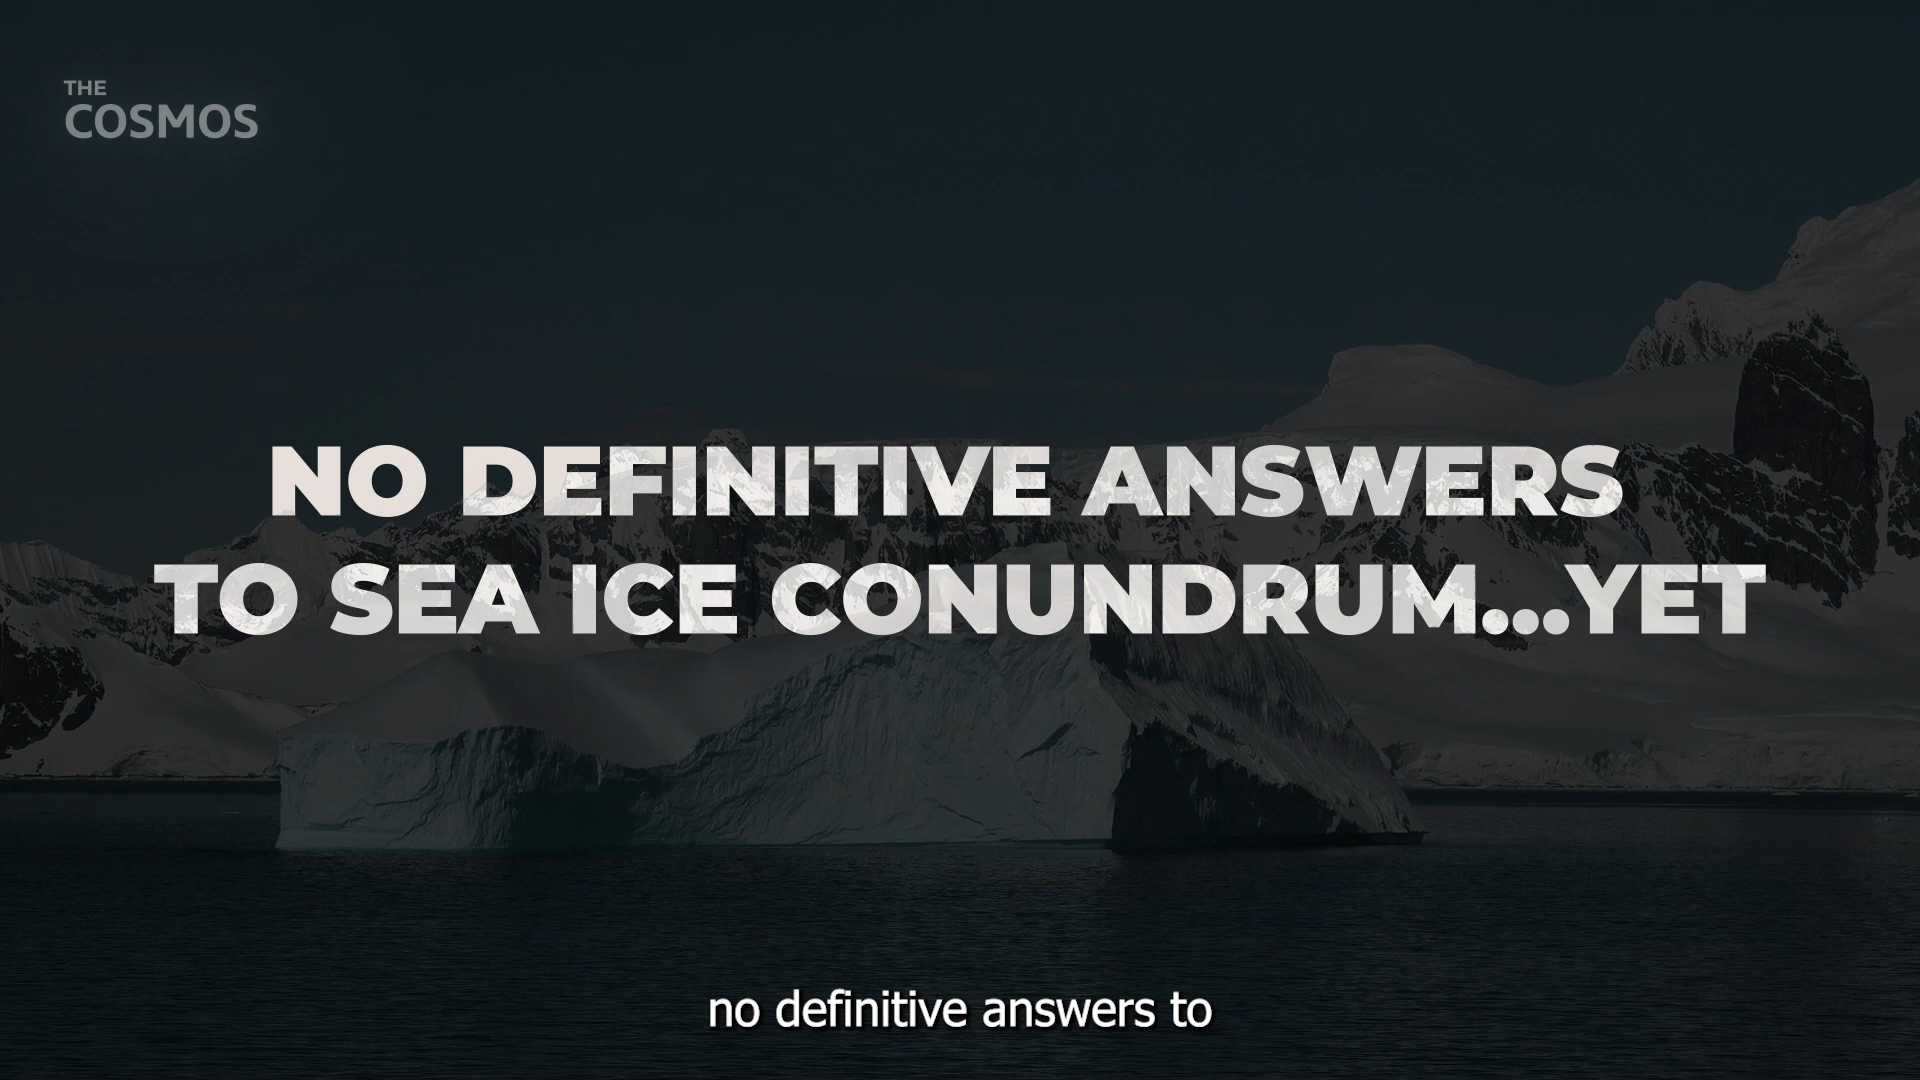 THE
COSMOS
NO DEFINITIVE ANSWERS
TO SEA ICE CONUNDRUM...YET
no definitive answers to